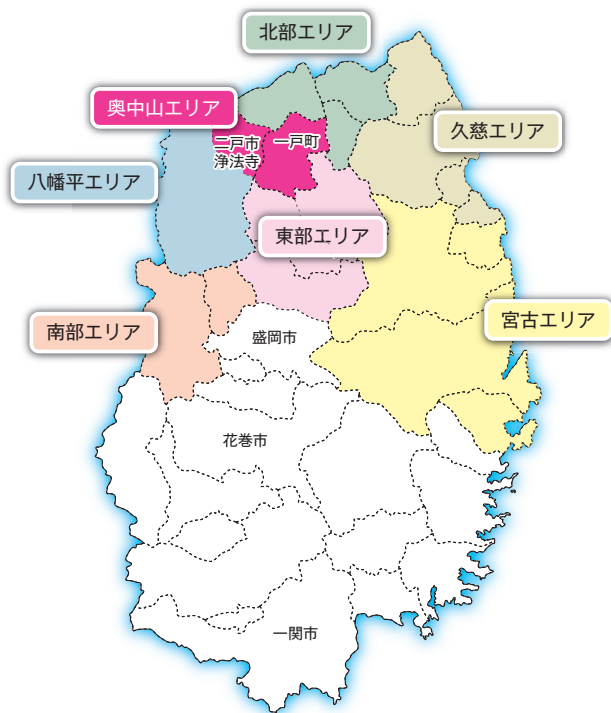 北部エリア
奥中山エリア
二戸市
浄法寺
一戸町
久慈エリア
八幡平エリア
東部エリア
南部エリア
宮古エリア
盛岡市
花巻市
一関市